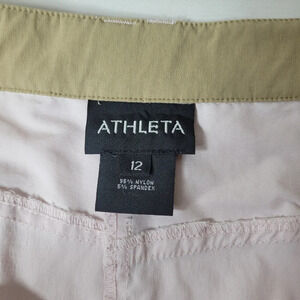 ATHLETA
12
95% NYLON
5% SPANDEX